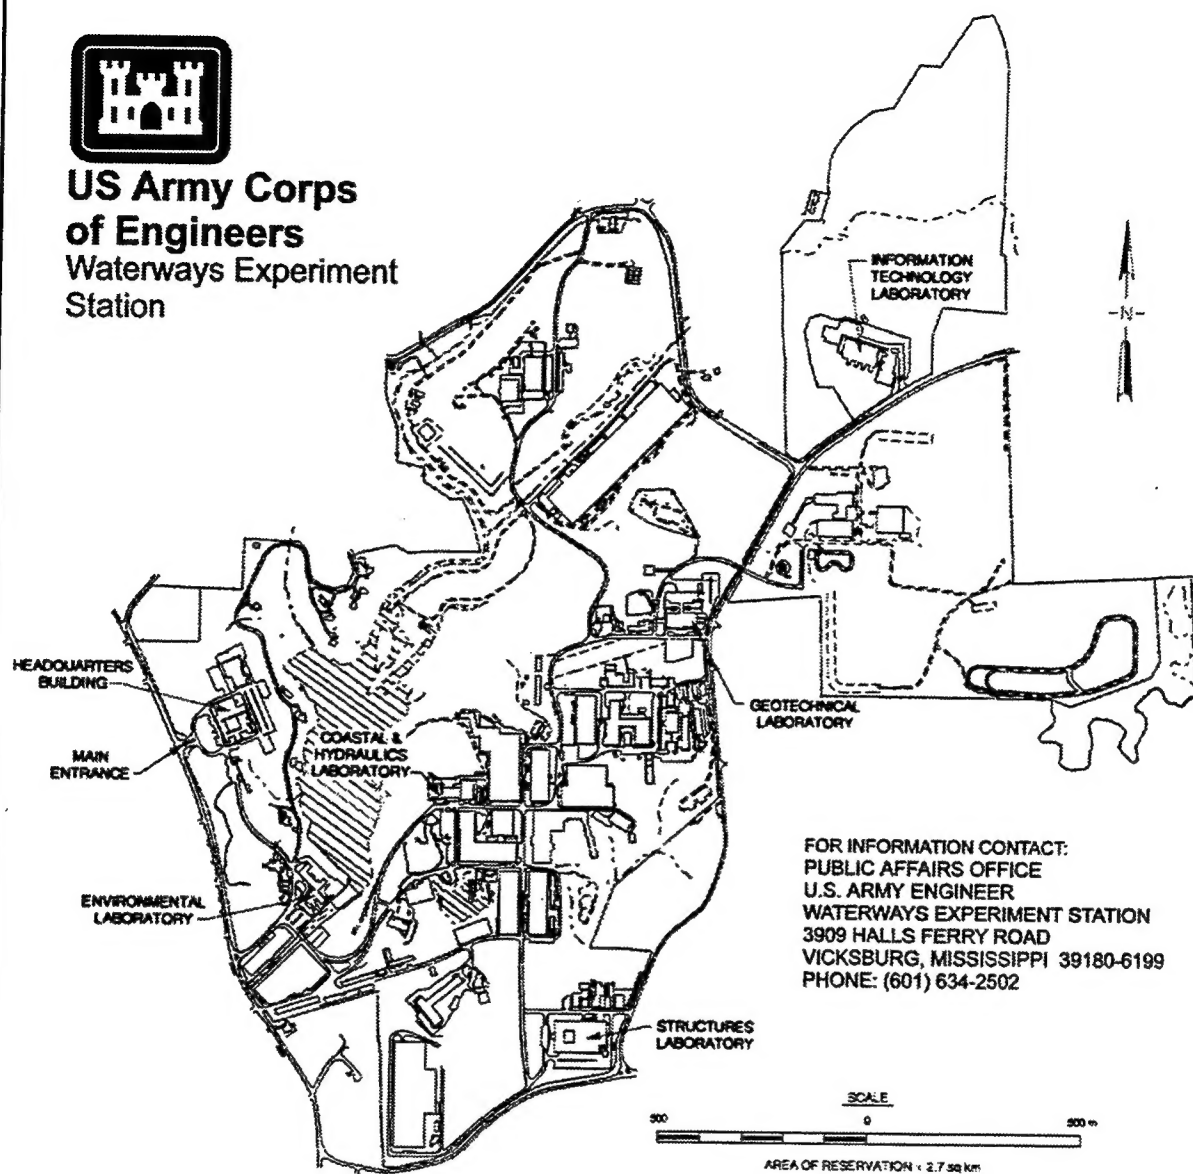 US Army Corps
of Engineers
Waterways Experiment
Station
INFORMATION
TECHNOLOGY
LABORATORY
-N-
HEADQUARTERS
BUILDING
MAIN
ENTRANCE
COASTAL &
HYDRAULICS
LABORATORY
GEOTECHNICAL
LABORATORY
ENVIRONMENTAL
LABORATORY
FOR INFORMATION CONTACT:
PUBLIC AFFAIRS OFFICE
U.S. ARMY ENGINEER
WATERWAYS EXPERIMENT STATION
3909 HALLS FERRY ROAD
VICKSBURG, MISSISSIPPI 39180-6199
PHONE: (601) 634-2502
STRUCTURES
LABORATORY
SCALE
500 0 500 m
AREA OF RESERVATION = 2.7 sq km